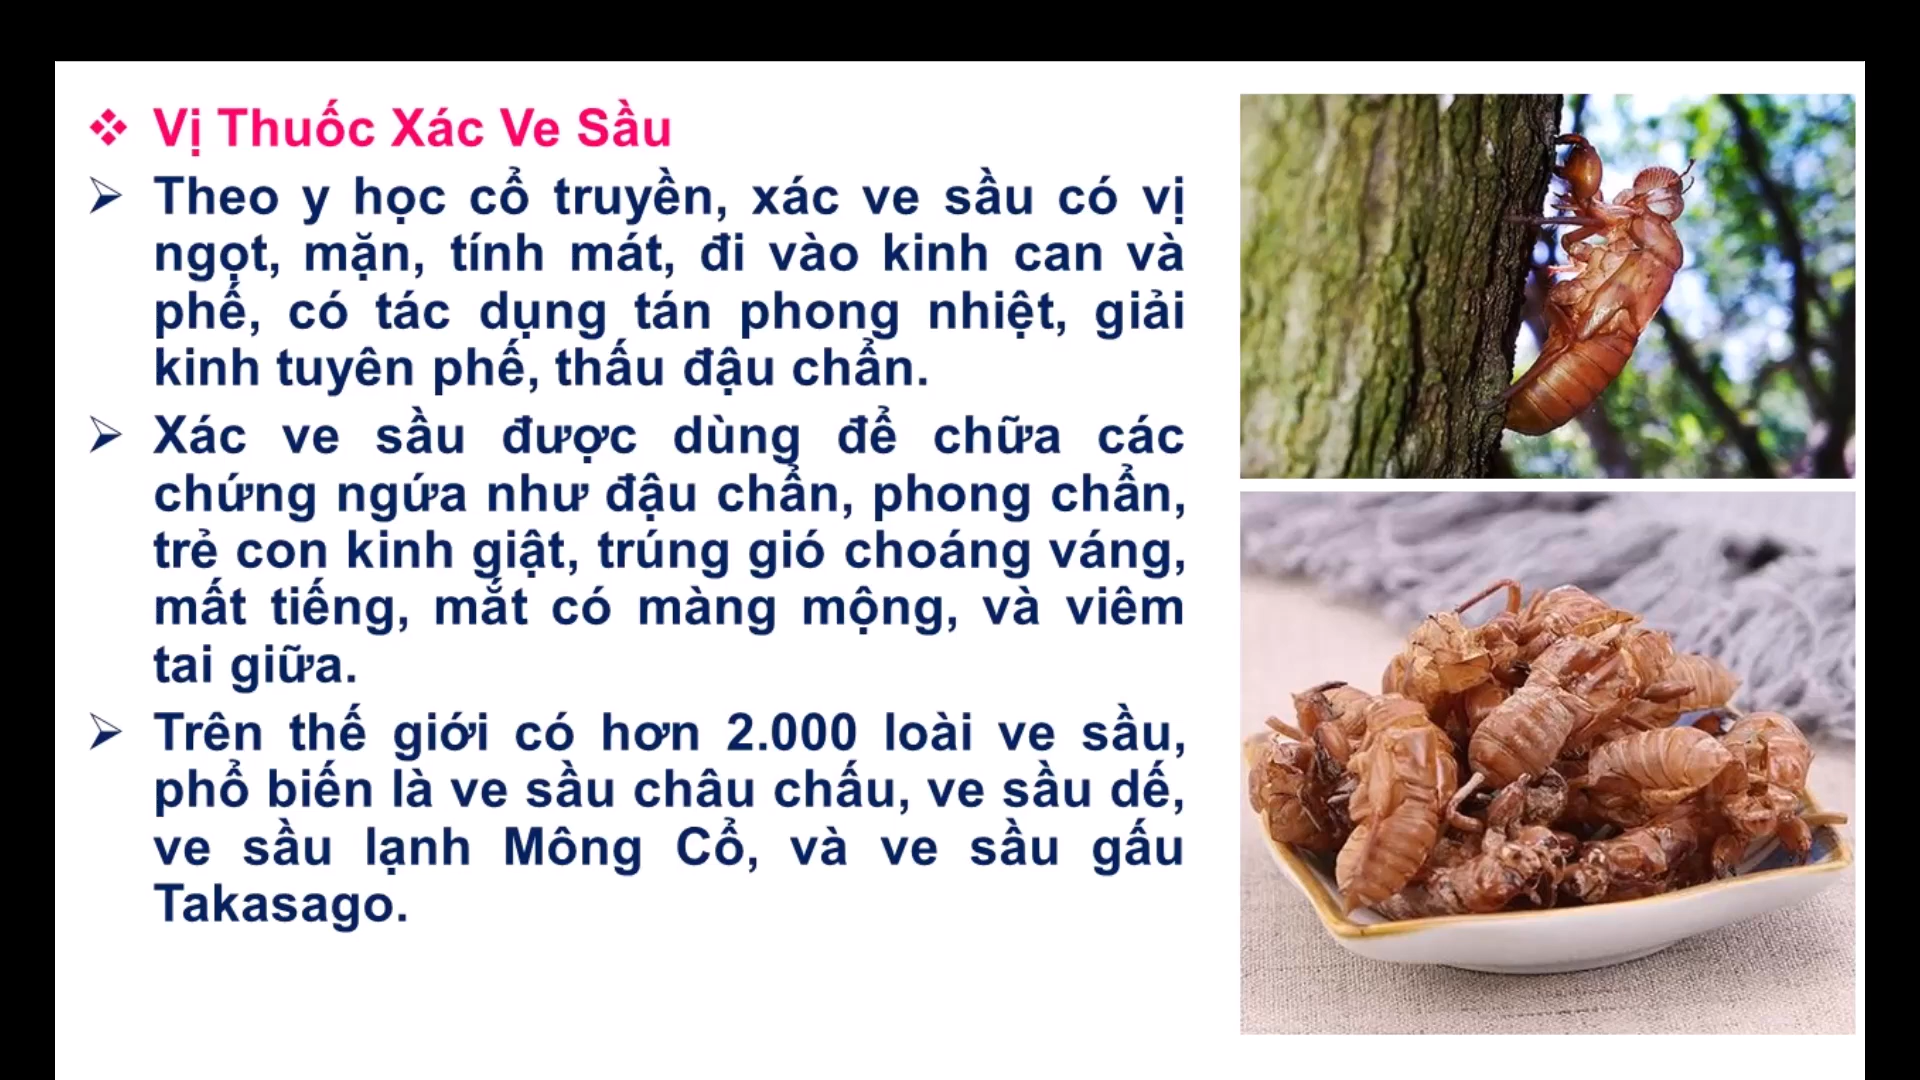 Vị Thuốc Xác Ve Sầu
Theo y học cổ truyền, xác ve sầu có vị
ngọt, mặn, tính mát, đi vào kinh can và
phế, có tác dụng tán phong nhiệt, giải
kinh tuyên phế, thấu đậu chẩn.
Xác ve sầu được dùng để chữa các
chứng ngứa như đậu chẩn, phong chẩn,
trẻ con kinh giật, trúng gió choáng váng,
mất tiếng, mắt có màng mộng, và viêm
tai giữa.
Trên thế giới có hơn 2.000 loài ve sầu,
phổ biến là ve sầu châu chấu, ve sầu dế,
ve sầu lạnh Mông Cổ, và ve sầu gấu
Takasago.